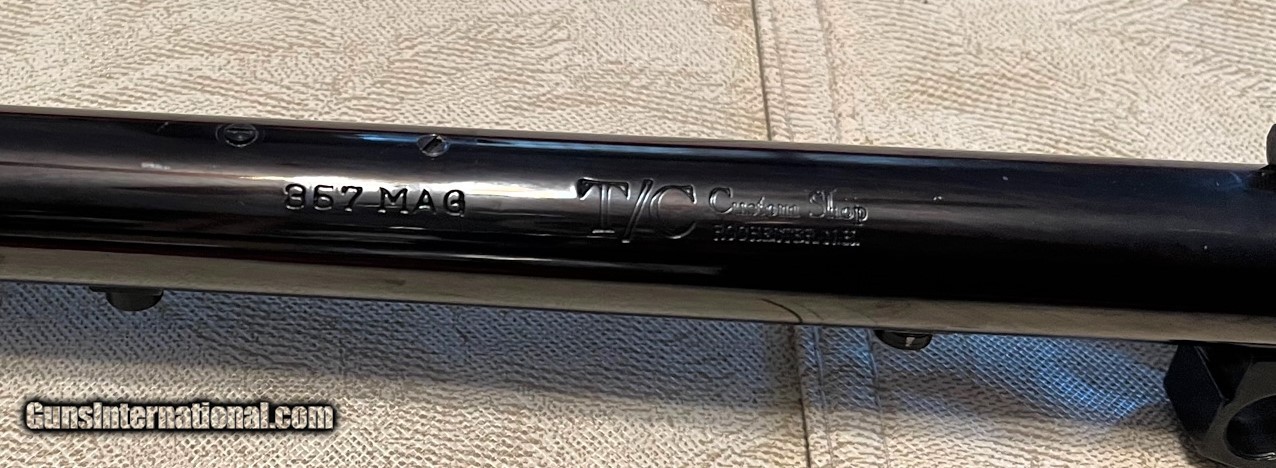 357 MAG T/C Custom Shop
ROCHESTER N.H.
GunsInternational.com